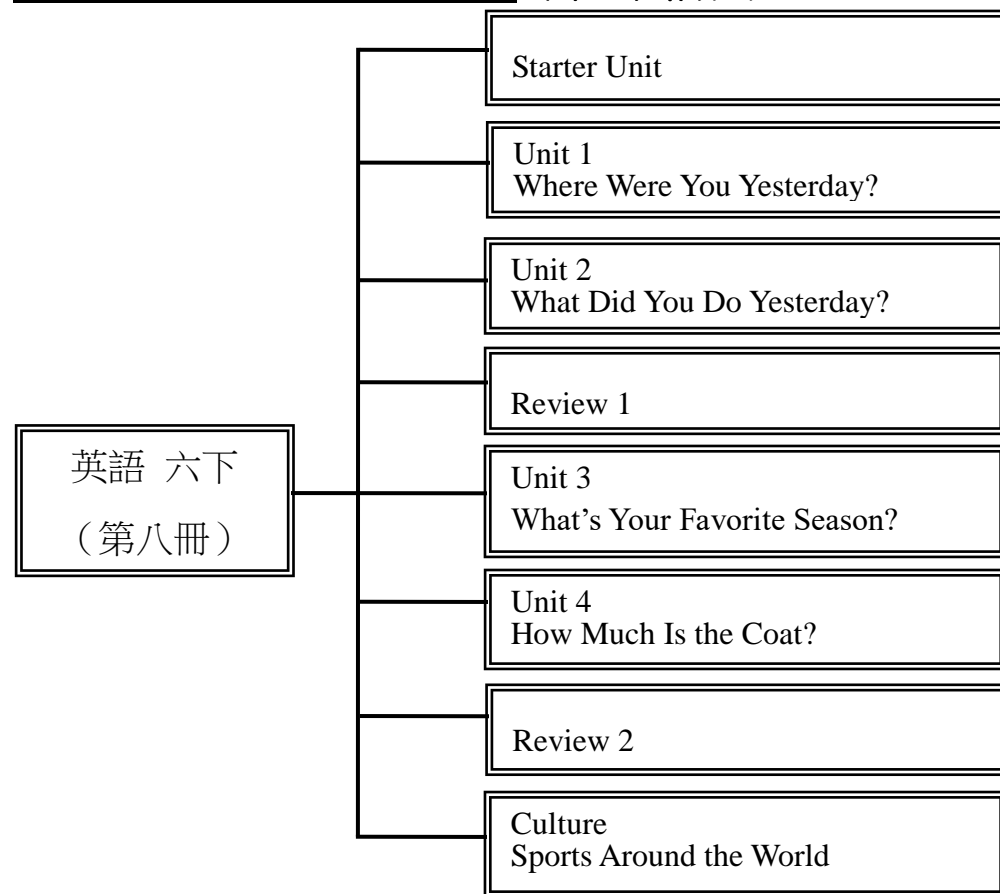 Starter Unit
Unit 1
Where Were You Yesterday?
Unit 2
What Did You Do Yesterday?
Review 1
英語 六下
（第八冊）
Unit 3
What’s Your Favorite Season?
Unit 4
How Much Is the Coat?
Review 2
Culture
Sports Around the World